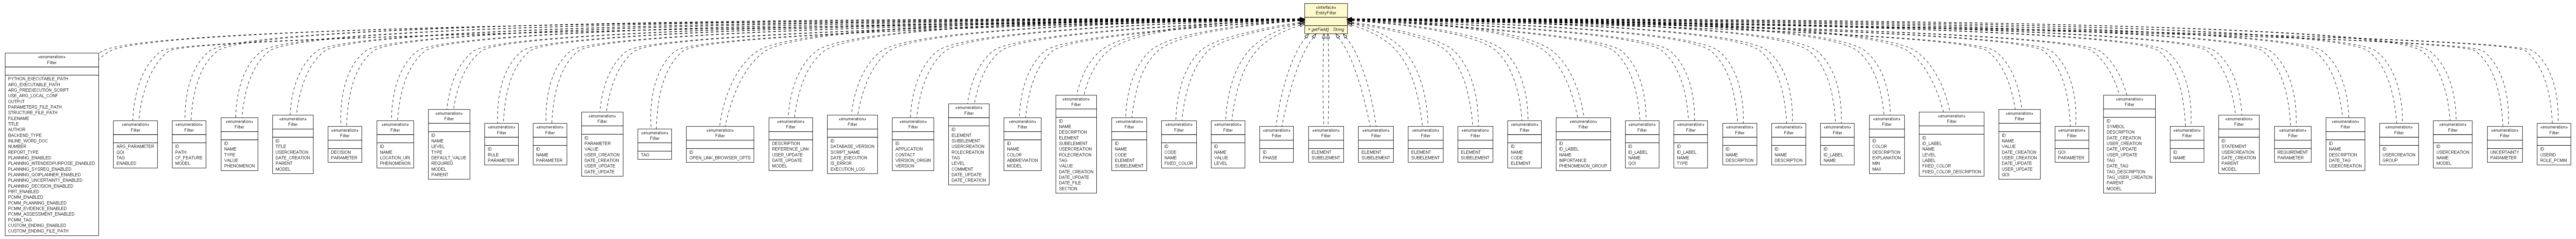 «interface»
EntityFilter
+ getField() : String
«enumeration»
Filter
PYTHON_EXECUTABLE_PATH
ARG_EXECUTABLE_PATH
ARG_PREEXECUTION_SCRIPT
USE_ARG_LOCAL_CONF
OUTPUT
PARAMETERS_FILE_PATH
STRUCTURE_FILE_PATH
FILENAME
TITLE
AUTHOR
BACKEND_TYPE
INLINE_WORD_DOC
NUMBER
REPORT_TYPE
PLANNING_ENABLED
PLANNING_INTENDEDPURPOSE_ENABLED
PLANNING_SYSREQ_ENABLED
PLANNING_QOIPLANNER_ENABLED
PLANNING_UNCERTAINTY_ENABLED
PLANNING_DECISION_ENABLED
PIRT_ENABLED
PCMM_ENABLED
PCMM_PLANNING_ENABLED
PCMM_EVIDENCE_ENABLED
PCMM_ASSESSMENT_ENABLED
PCMM_TAG
CUSTOM_ENDING_ENABLED
CUSTOM_ENDING_FILE_PATH
«enumeration»
Filter
ARG_PARAMETER
QOI
TAG
ENABLED
«enumeration»
Filter
ID
PATH
CF_FEATURE
MODEL
«enumeration»
Filter
ID
NAME
TYPE
VALUE
PHENOMENON
«enumeration»
Filter
ID
TITLE
USERCREATION
DATE_CREATION
PARENT
MODEL
«enumeration»
Filter
DECISION
PARAMETER
«enumeration»
Filter
ID
NAME
LOCATION_URI
PHENOMENON
«enumeration»
Filter
ID
NAME
LEVEL
TYPE
DEFAULT_VALUE
REQUIRED
MODEL
PARENT
«enumeration»
Filter
ID
RULE
PARAMETER
«enumeration»
Filter
ID
NAME
PARAMETER
«enumeration»
Filter
ID
PARAMETER
VALUE
USER_CREATION
DATE_CREATION
USER_UPDATE
DATE_UPDATE
«enumeration»
Filter
TAG
«enumeration»
Filter
ID
OPEN_LINK_BROWSER_OPTS
«enumeration»
Filter
DESCRIPTION
REFERENCE_LINK
USER_UPDATE
DATE_UPDATE
MODEL
«enumeration»
Filter
ID
DATABASE_VERSION
SCRIPT_NAME
DATE_EXECUTION
IS_ERROR
EXECUTION_LOG
«enumeration»
Filter
ID
APPLICATION
CONTACT
VERSION_ORIGIN
VERSION
«enumeration»
Filter
ID
ELEMENT
SUBELEMENT
USERCREATION
ROLECREATION
TAG
LEVEL
COMMENT
DATE_UPDATE
DATE_CREATION
«enumeration»
Filter
ID
NAME
COLOR
ABBREVIATION
MODEL
«enumeration»
Filter
ID
NAME
DESCRIPTION
ELEMENT
SUBELEMENT
USERCREATION
ROLECREATION
TAG
VALUE
DATE_CREATION
DATE_UPDATE
DATE_FILE
SECTION
«enumeration»
Filter
ID
NAME
CODE
ELEMENT
SUBELEMENT
«enumeration»
Filter
ID
CODE
NAME
FIXED_COLOR
«enumeration»
Filter
ID
NAME
VALUE
LEVEL
«enumeration»
Filter
ID
PHASE
«enumeration»
Filter
ELEMENT
SUBELEMENT
«enumeration»
Filter
ELEMENT
SUBELEMENT
«enumeration»
Filter
ELEMENT
SUBELEMENT
«enumeration»
Filter
ELEMENT
SUBELEMENT
«enumeration»
Filter
ID
NAME
CODE
ELEMENT
«enumeration»
Filter
ID
ID_LABEL
NAME
IMPORTANCE
PHENOMENON_GROUP
«enumeration»
Filter
ID
ID_LABEL
NAME
QOI
«enumeration»
Filter
ID
ID_LABEL
NAME
TYPE
«enumeration»
Filter
ID
NAME
DESCRIPTION
«enumeration»
Filter
ID
NAME
DESCRIPTION
«enumeration»
Filter
ID
ID_LABEL
NAME
«enumeration»
Filter
ID
COLOR
DESCRIPTION
EXPLANATION
MIN
MAX
«enumeration»
Filter
ID
ID_LABEL
NAME
LEVEL
LABEL
FIXED_COLOR
FIXED_COLOR_DESCRIPTION
«enumeration»
Filter
ID
NAME
VALUE
DATE_CREATION
USER_CREATION
DATE_UPDATE
USER_UPDATE
QOI
«enumeration»
Filter
QOI
PARAMETER
«enumeration»
Filter
ID
SYMBOL
DESCRIPTION
DATE_CREATION
USER_CREATION
DATE_UPDATE
USER_UPDATE
TAG
DATE_TAG
TAG_DESCRIPTION
TAG_USER_CREATION
PARENT
MODEL
«enumeration»
Filter
ID
NAME
«enumeration»
Filter
ID
STATEMENT
USERCREATION
DATE_CREATION
PARENT
MODEL
«enumeration»
Filter
REQUIREMENT
PARAMETER
«enumeration»
Filter
ID
NAME
DESCRIPTION
DATE_TAG
USERCREATION
«enumeration»
Filter
ID
USERCREATION
GROUP
«enumeration»
Filter
ID
USERCREATION
NAME
MODEL
«enumeration»
Filter
UNCERTAINTY
PARAMETER
«enumeration»
Filter
ID
USERID
ROLE_PCMM